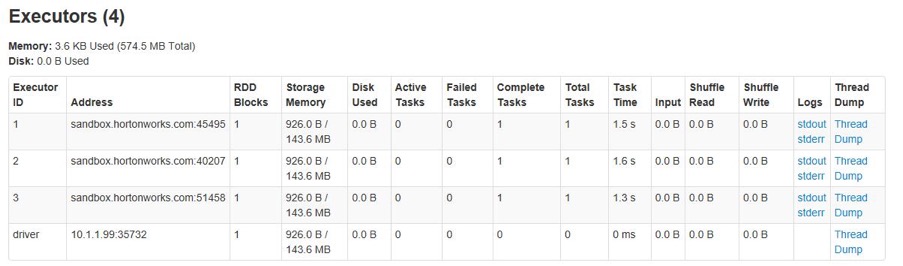 Executors (4)
Memory: 3.6 KB Used (574.5 MB Total)
Disk: 0.0 B Used
Executor ID Address RDD Blocks Storage Memory Disk Used Active Tasks Failed Tasks Complete Tasks Total Tasks Task Time Input Shuffle Read Shuffle Write Logs Thread Dump
1 sandbox.hortonworks.com:45495 1 926.0 B / 143.6 MB 0.0 B 0 0 1 1 1.5 s 0.0 B 0.0 B 0.0 B stdout stderr Thread Dump
2 sandbox.hortonworks.com:40207 1 926.0 B / 143.6 MB 0.0 B 0 0 1 1 1.6 s 0.0 B 0.0 B 0.0 B stdout stderr Thread Dump
3 sandbox.hortonworks.com:51458 1 926.0 B / 143.6 MB 0.0 B 0 0 1 1 1.3 s 0.0 B 0.0 B 0.0 B stdout stderr Thread Dump
driver 10.1.1.99:35732 1 926.0 B / 143.6 MB 0.0 B 0 0 0 0 0 ms 0.0 B 0.0 B 0.0 B Thread Dump